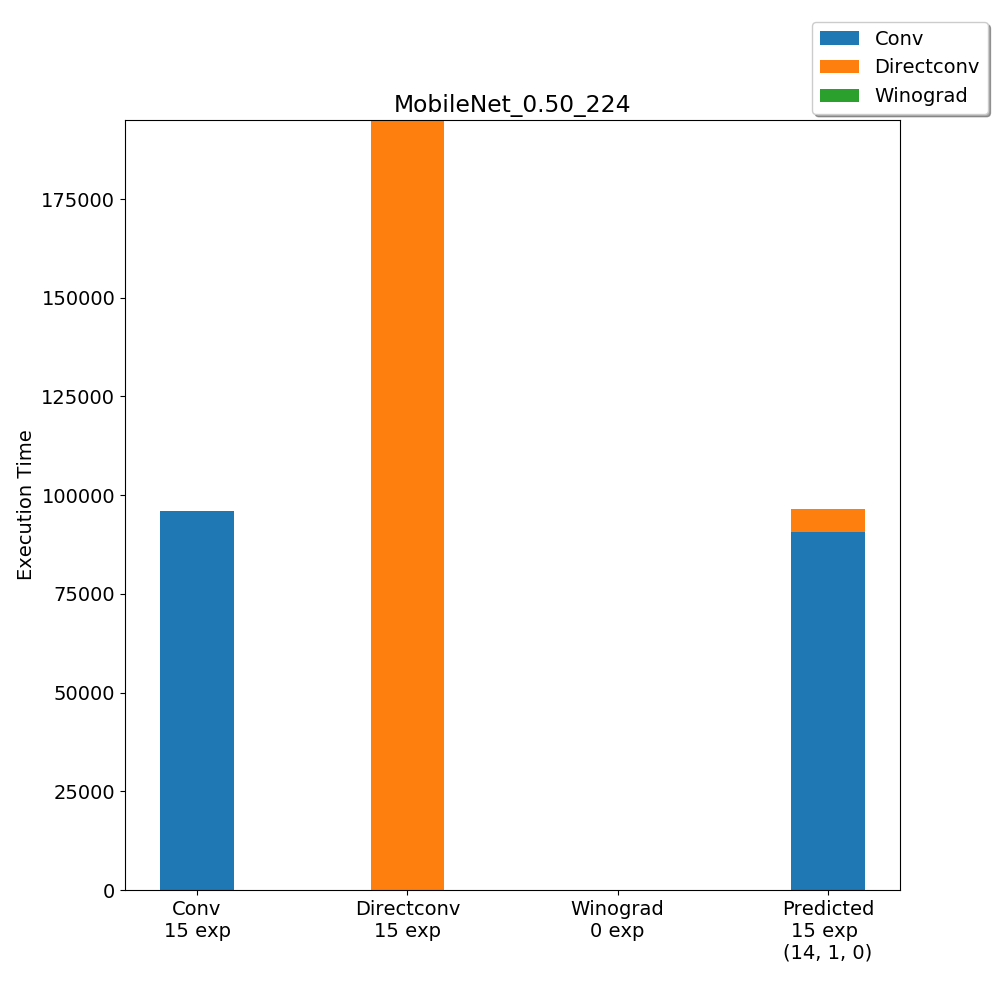 Conv
Directconv
Winograd
MobileNet_0.50_224
Execution Time
175000
150000
125000
100000
75000
50000
25000
0
Conv
15 exp
Directconv
15 exp
Winograd
0 exp
Predicted
15 exp
(14, 1, 0)